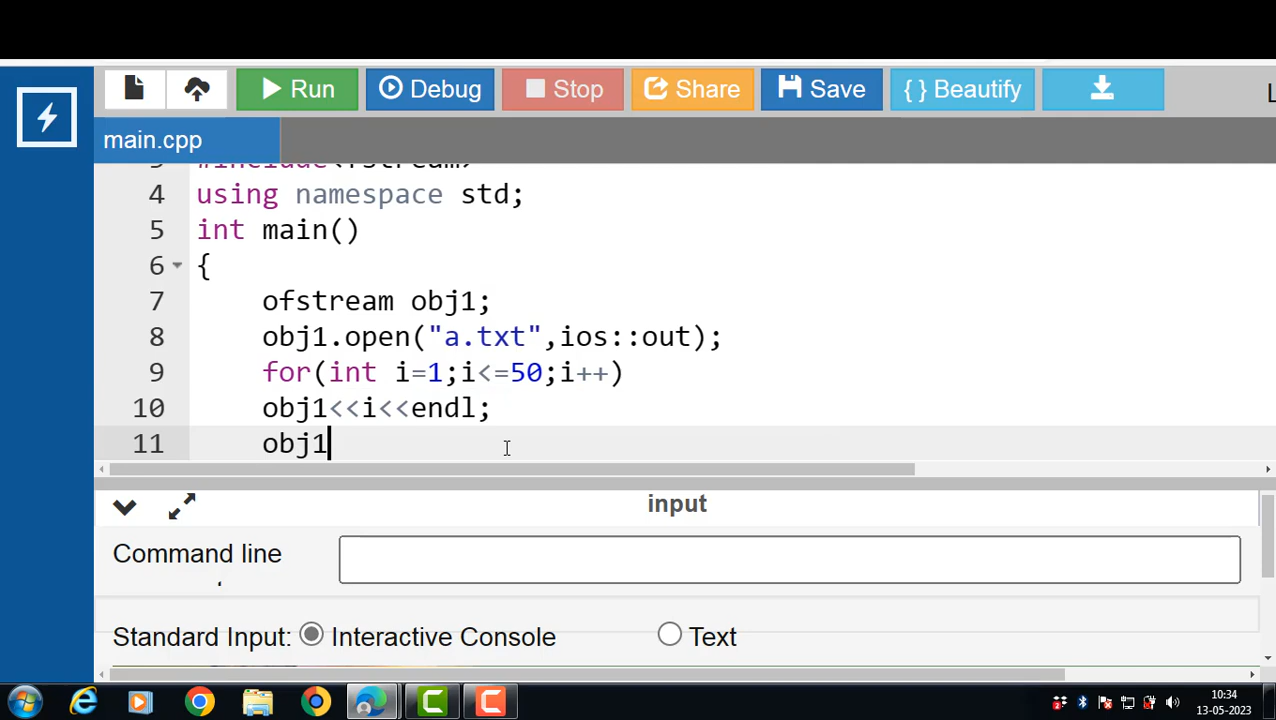 Run
Debug
Stop
Share
Save
{ } Beautify
L
main.cpp
3 #include<fstream>
4 using namespace std;
5 int main()
6 {
7 ofstream obj1;
8 obj1.open("a.txt",ios::out);
9 for(int i=1;i<=50;i++)
10 obj1<<i<<endl;
11 obj1
input
Command line
Standard Input: Interactive Console Text
10:34
13-05-2023